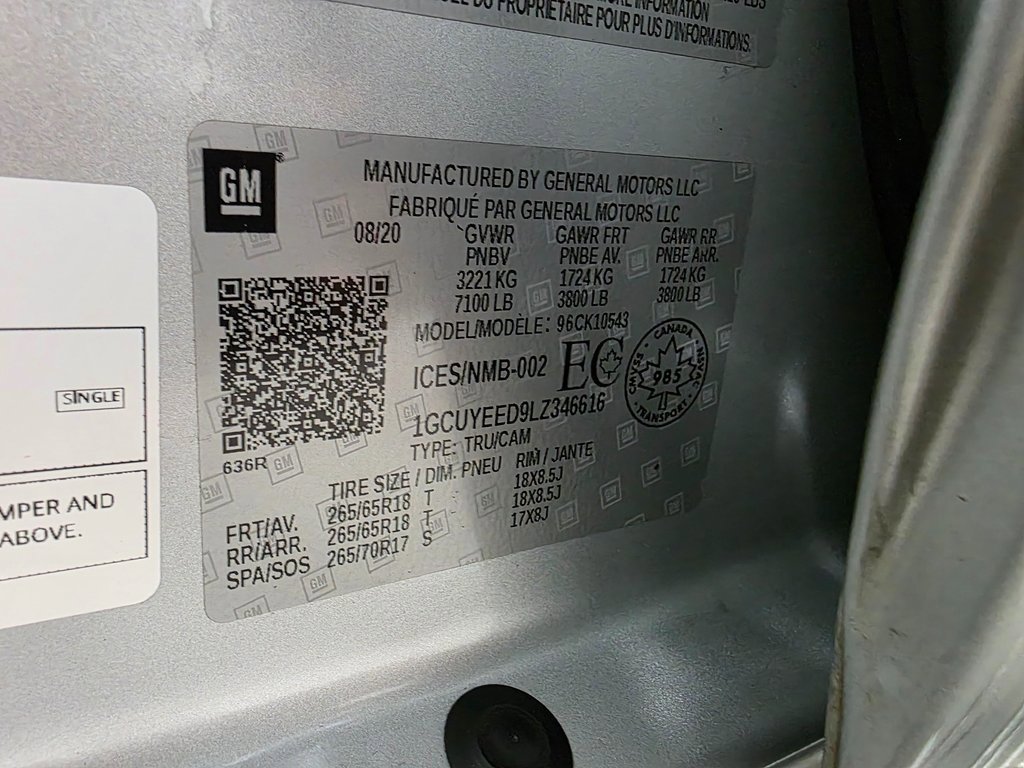 DU PROPRIÉTAIRE POUR PLUS D'INFORMATIONS.
GM
MANUFACTURED BY GENERAL MOTORS LLC
FABRIQUÉ PAR GENERAL MOTORS LLC
08/20 GVWR GAWR FRT GAWR RR
PNBV PNBE AV. PNBE ARR.
3221 KG 1724 KG 1724 KG
7100 LB 3800 LB 3800 LB
MODEL/MODÈLE: 96CK10543
ICES/NMB-002 EC
CANADA
985
TRANSPORT
1GCUYEED9LZ346616
TYPE: TRU/CAM
636R
TIRE SIZE / DIM. PNEU RIM / JANTE
FRT/AV. 265/65R18 T 18X8.5J
RR/ARR. 265/65R18 T 18X8.5J
SPA/SOS 265/70R17 S 17X8J
SINGLE
MPER AND
ABOVE.